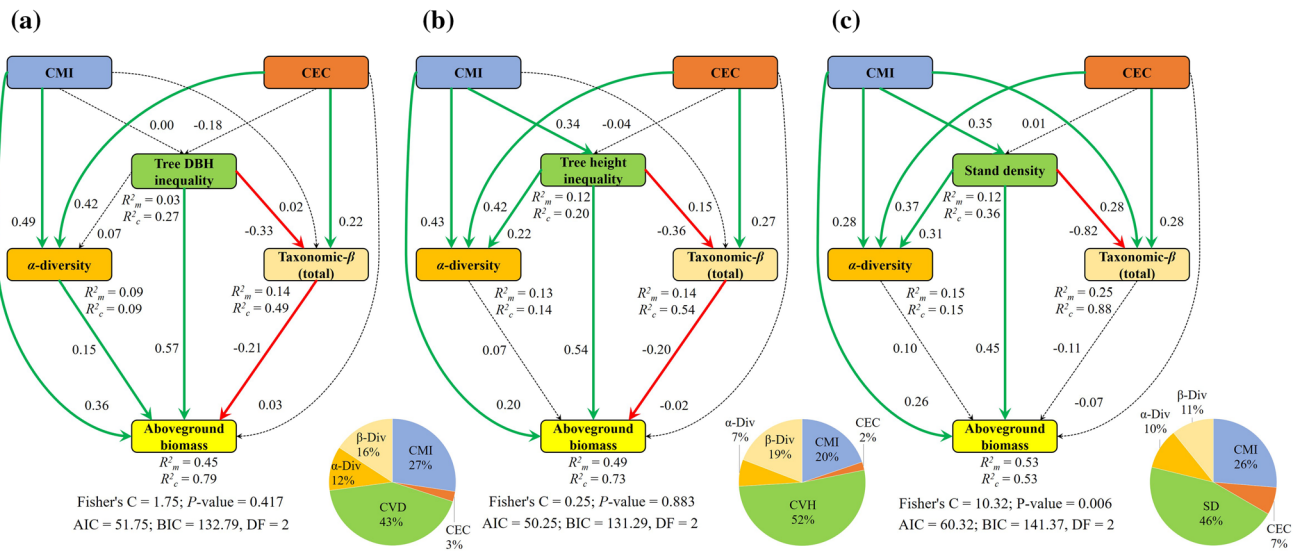 (a)
CMI
CEC
0.00
-0.18
Tree DBH
inequality
R²m = 0.03
R²c = 0.27
0.49
0.42
0.07
0.02
-0.33
0.22
α-diversity
Taxonomic-β
(total)
R²m = 0.09
R²c = 0.09
R²m = 0.14
R²c = 0.49
0.15
0.57
-0.21
0.36
0.03
Aboveground
biomass
R²m = 0.45
R²c = 0.79
Fisher's C = 1.75; P-value = 0.417
AIC = 51.75; BIC = 132.79, DF = 2
β-Div
16%
CMI
27%
α-Div
12%
CVD
43%
CEC
3%
(b)
CMI
CEC
0.34
-0.04
Tree height
inequality
R²m = 0.12
R²c = 0.20
0.43
0.42
0.22
0.15
-0.36
0.27
α-diversity
Taxonomic-β
(total)
R²m = 0.13
R²c = 0.14
R²m = 0.14
R²c = 0.54
0.07
0.54
-0.20
0.20
-0.02
Aboveground
biomass
R²m = 0.49
R²c = 0.73
Fisher's C = 0.25; P-value = 0.883
AIC = 50.25; BIC = 131.29, DF = 2
α-Div
7%
β-Div
19%
CMI
20%
CEC
2%
CVH
52%
(c)
CMI
CEC
0.35
0.01
Stand density
R²m = 0.12
R²c = 0.36
0.28
0.37
0.31
0.28
-0.82
0.28
α-diversity
Taxonomic-β
(total)
R²m = 0.15
R²c = 0.15
R²m = 0.25
R²c = 0.88
0.10
0.45
-0.11
0.26
-0.07
Aboveground
biomass
R²m = 0.53
R²c = 0.53
Fisher's C = 10.32; P-value = 0.006
AIC = 60.32; BIC = 141.37, DF = 2
β-Div
11%
α-Div
10%
CMI
26%
SD
46%
CEC
7%